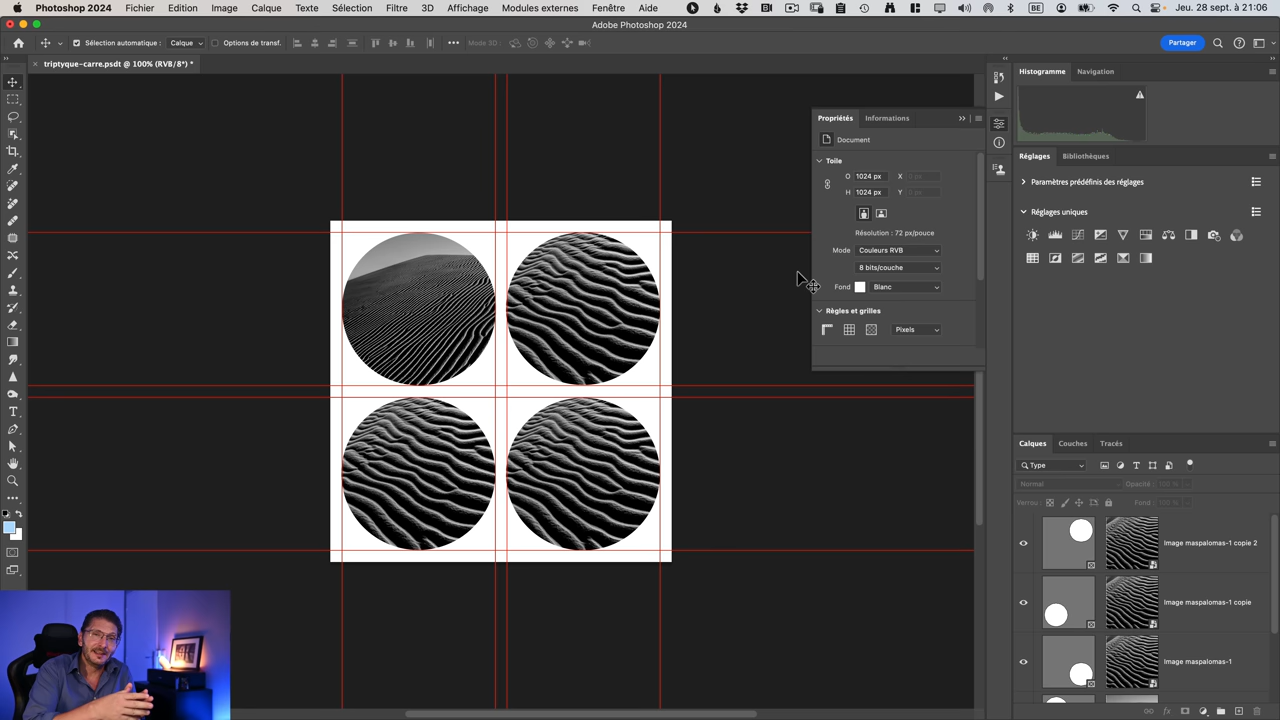 Photoshop 2024 Fichier Edition Image Calque Texte Sélection Filtre 3D Affichage Modules externes Fenêtre Aide BE Jeu. 28 sept. à 21:06
Adobe Photoshop 2024
Sélection automatique : Calque Options de transf. Mode 3D : Partager
triptyque-carre.psdt @ 100% (RVB/8*) *
Histogramme Navigation
Propriétés Informations
Document
Toile
O 1024 px X 0 px
H 1024 px Y 0 px
Résolution : 72 px/pouce
Mode Couleurs RVB
8 bits/couche
Fond Blanc
Règles et grilles
Pixels
Réglages Bibliothèques
Paramètres prédéfinis des réglages
Réglages uniques
Calques Couches Tracés
Type
Normal Opacité : 100 %
Verrou : Fond : 100 %
Image maspalomas-1 copie 2
Image maspalomas-1 copie
Image maspalomas-1